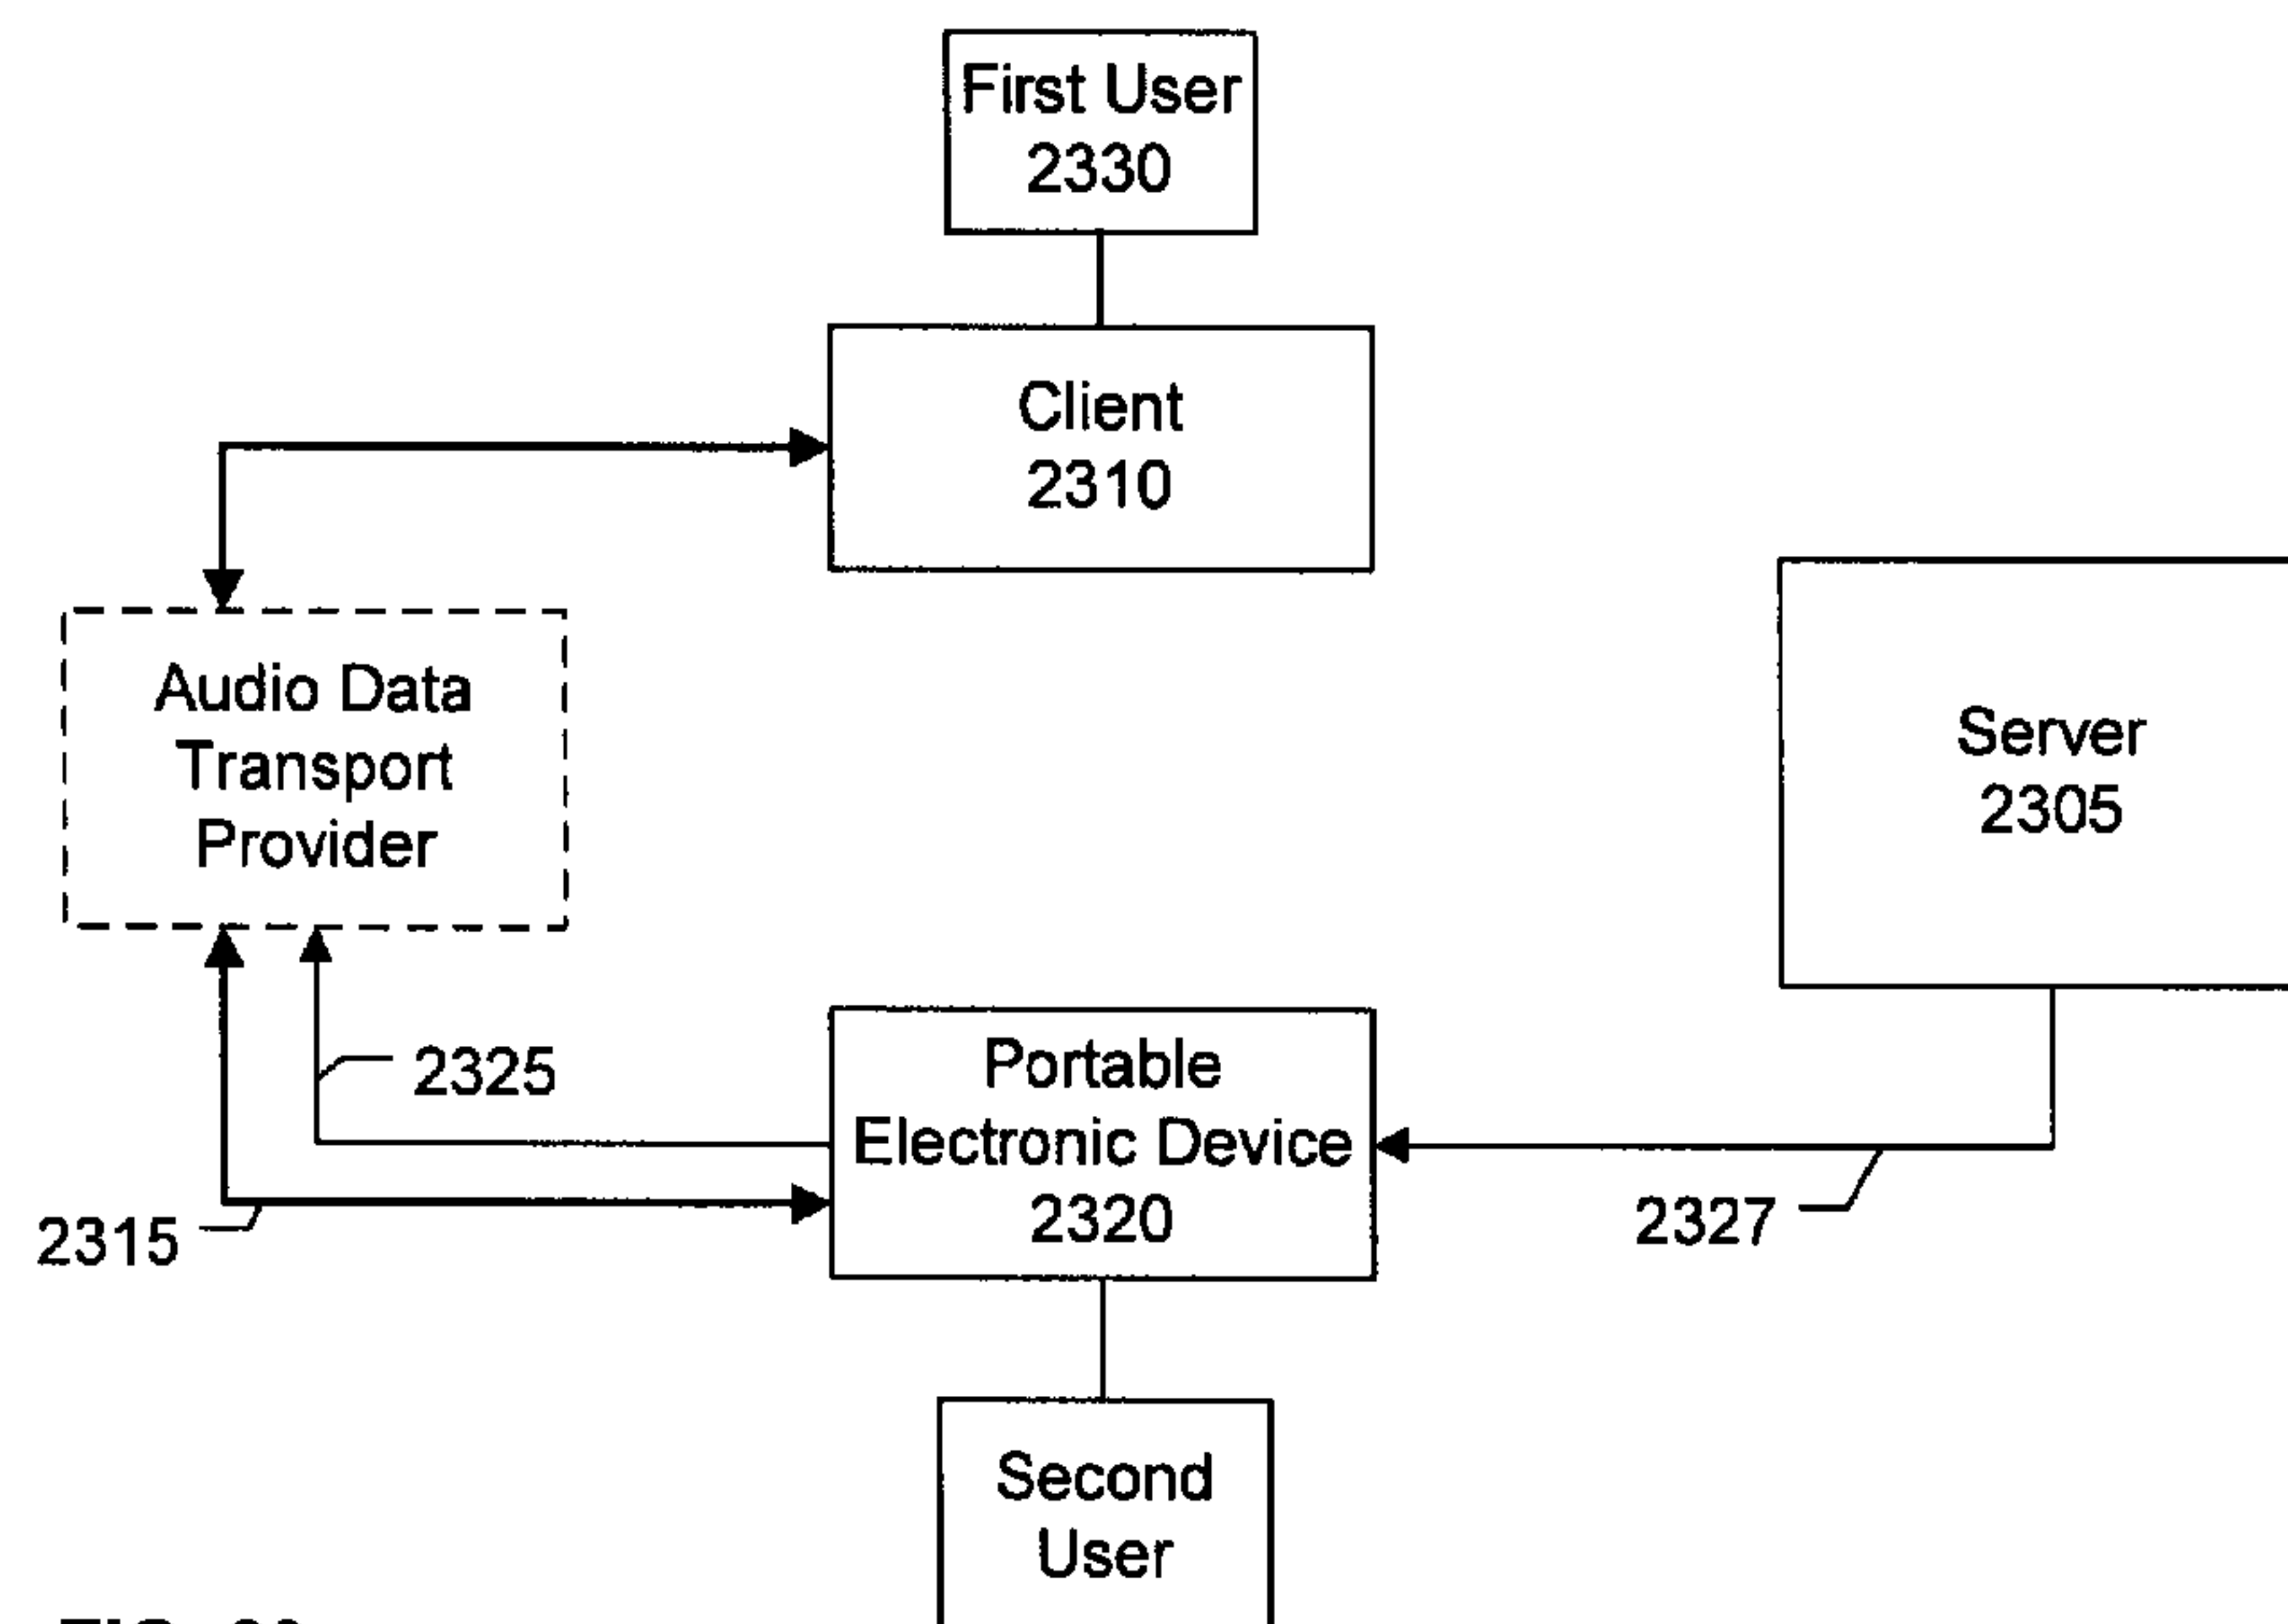 First User
2330
Client
2310
Audio Data
Transport
Provider
Server
2305
2325
Portable
Electronic Device
2320
2315
2327
Second
User